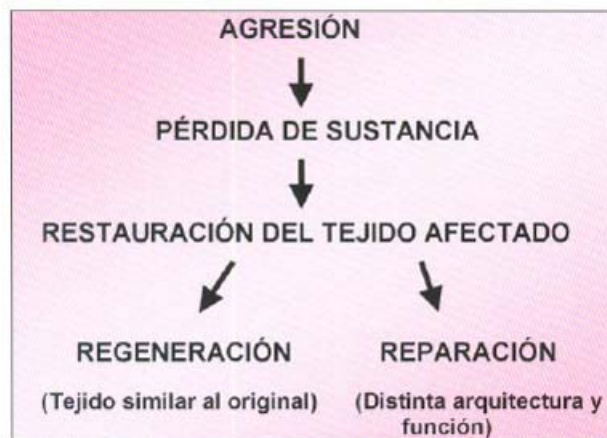 AGRESIÓN
PÉRDIDA DE SUSTANCIA
RESTAURACIÓN DEL TEJIDO AFECTADO
REGENERACIÓN
REPARACIÓN
(Tejido similar al original)
(Distinta arquitectura y
función)